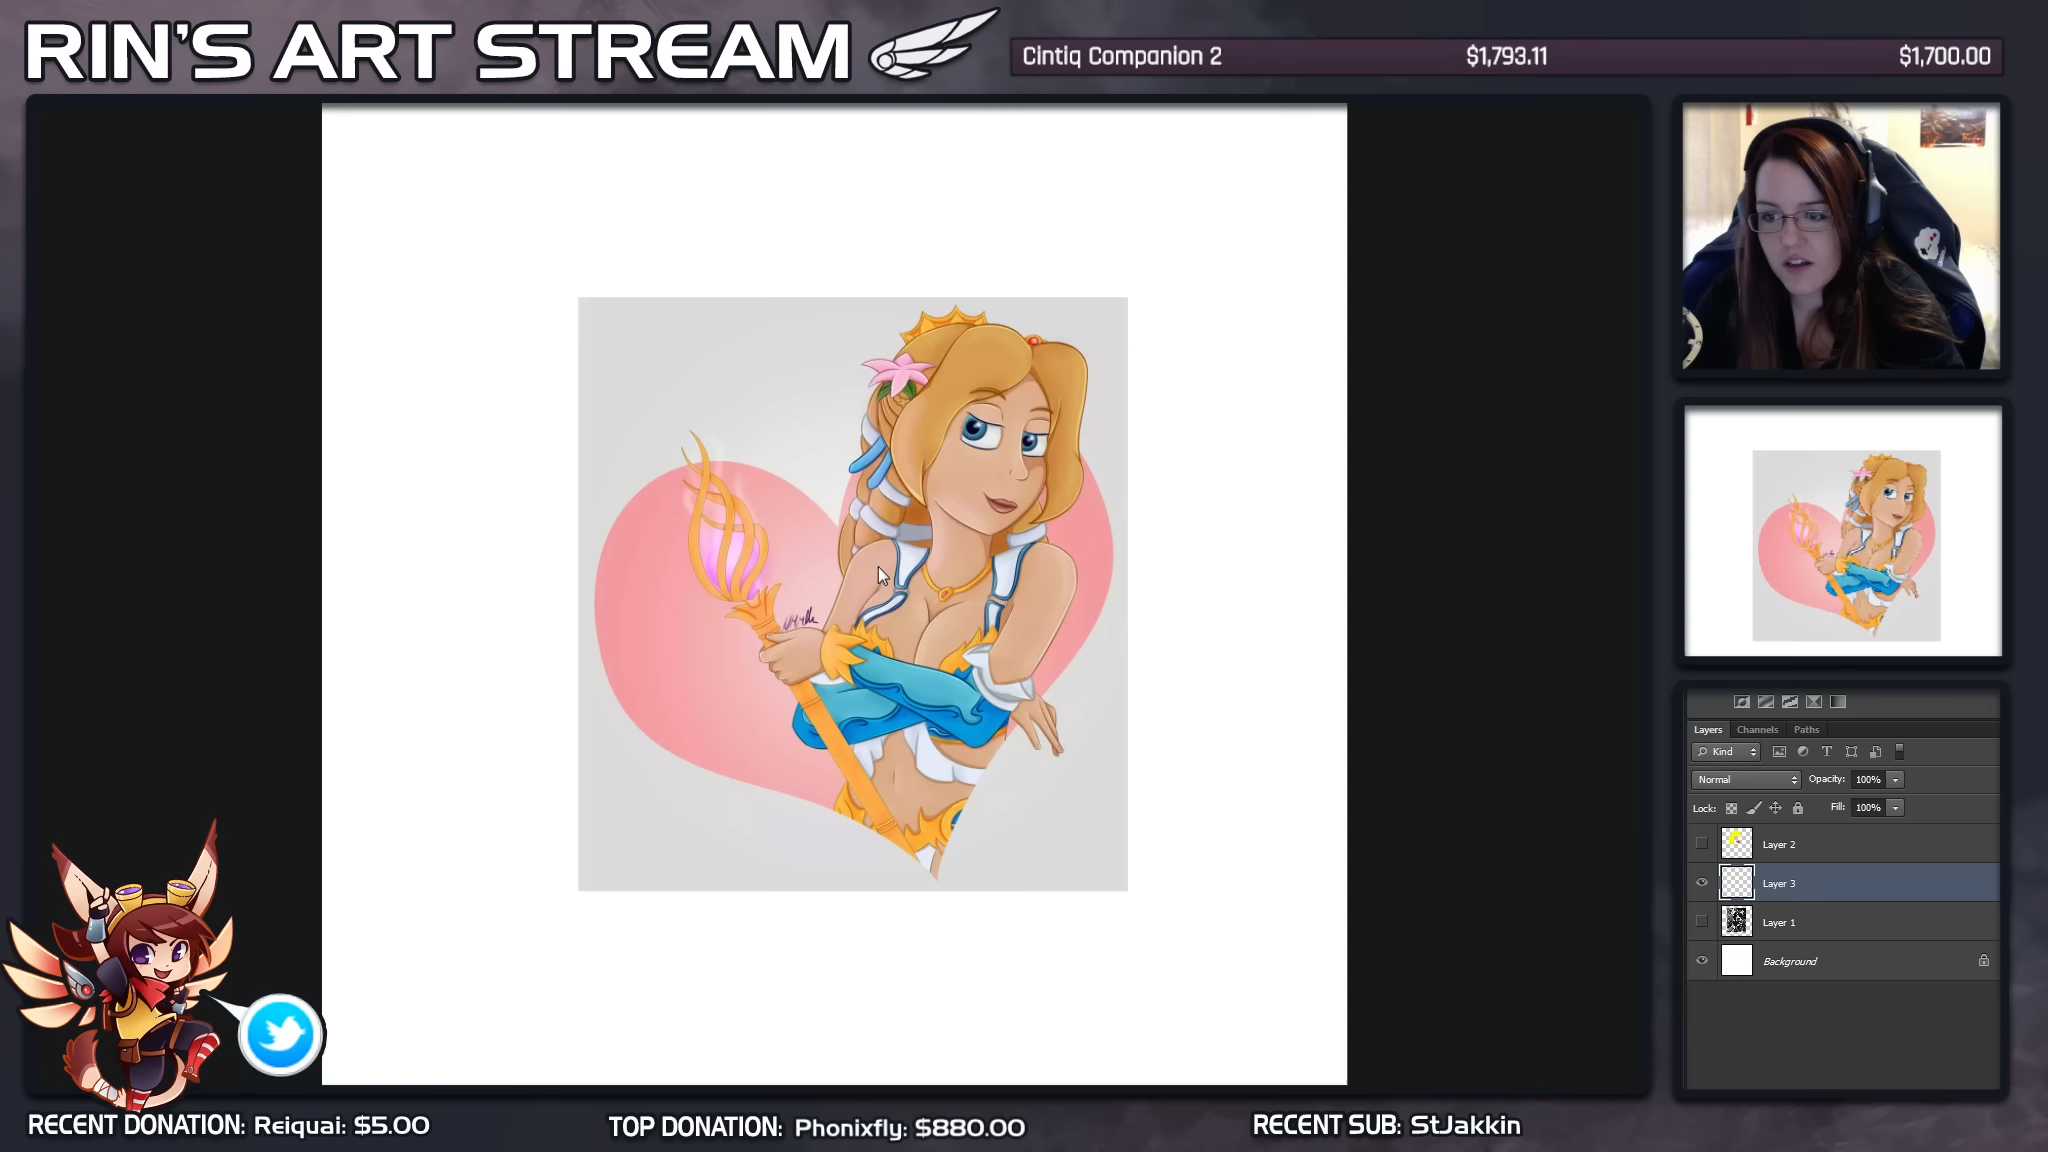 RIN'S ART STREAM
Cintiq Companion 2 $1,793.11 $1,700.00
Layers Channels Paths
Kind
Normal Opacity: 100%
Lock: Fill: 100%
Layer 2
Layer 3
Layer 1
Background
RECENT DONATION: Reiquai: $5.00
TOP DONATION: Phonixfly: $880.00
RECENT SUB: StJakkin